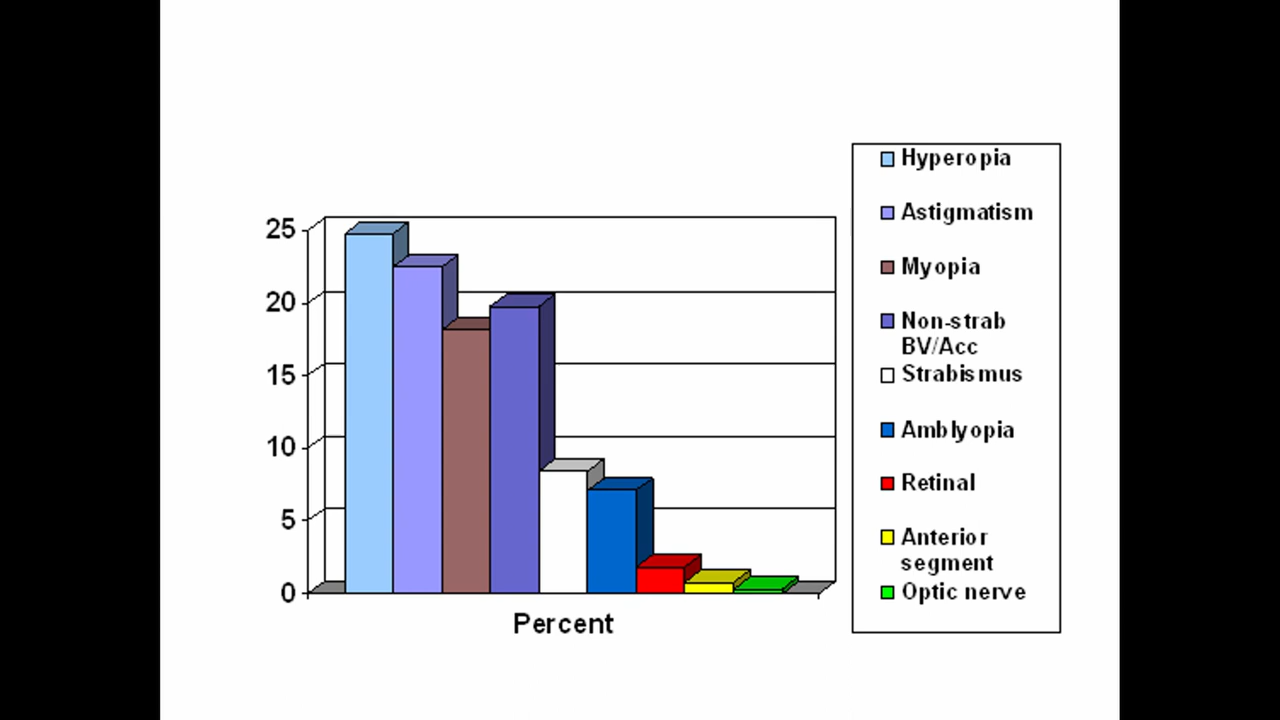 25
20
15
10
5
0
Percent
Hyperopia
Astigmatism
Myopia
Non-strab
BV/Acc
Strabismus
Amblyopia
Retinal
Anterior
segment
Optic nerve